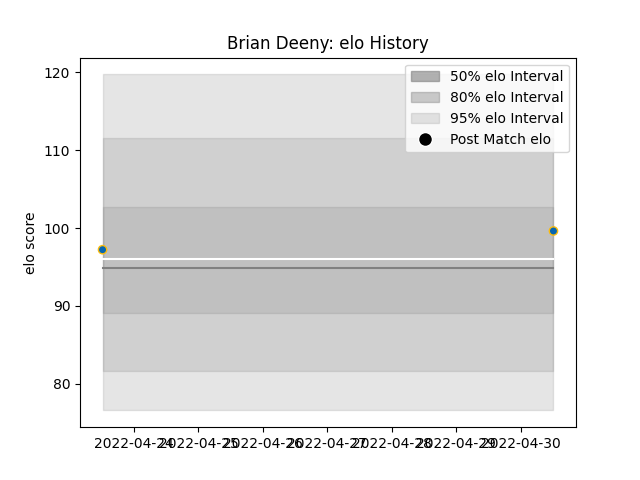 Brian Deeny: elo History
50% elo Interval
80% elo Interval
95% elo Interval
Post Match elo
elo score
120
110
100
90
80
2022-04-24 2022-04-25 2022-04-26 2022-04-27 2022-04-28 2022-04-29 2022-04-30